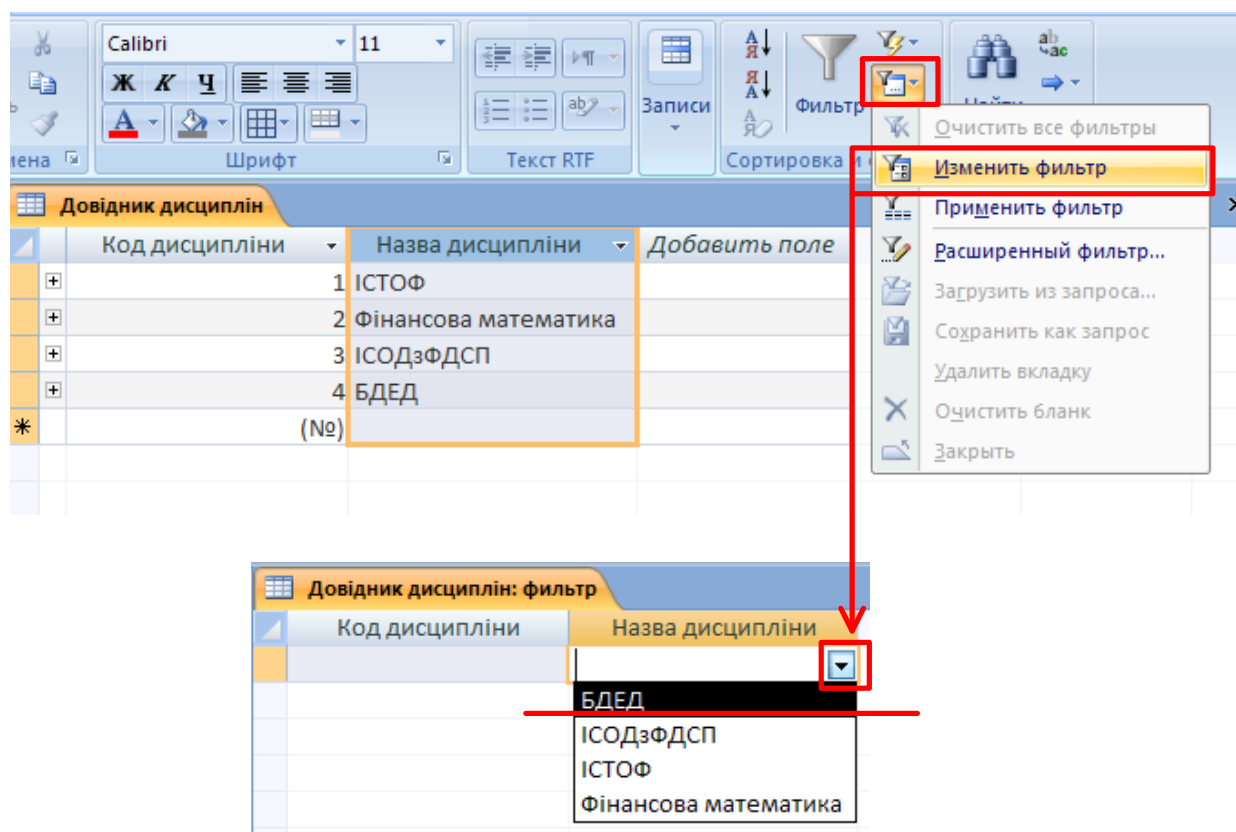 Calibri 11
Ж К Ч
Записи
Фильтр
Шрифт
Текст RTF
Сортировка и
Очистить все фильтры
Изменить фильтр
Применить фильтр
Расширенный фильтр...
Загрузить из запроса...
Сохранить как запрос
Удалить вкладку
Очистить бланк
Закрыть
Довідник дисциплін
Код дисципліни Назва дисципліни Добавить поле
1 ІСТОФ
2 Фінансова математика
3 ІСОДзФДСП
4 БДЕД
(№)
Довідник дисциплін: фильтр
Код дисципліни Назва дисципліни
БДЕД
ІСОДзФДСП
ІСТОФ
Фінансова математика